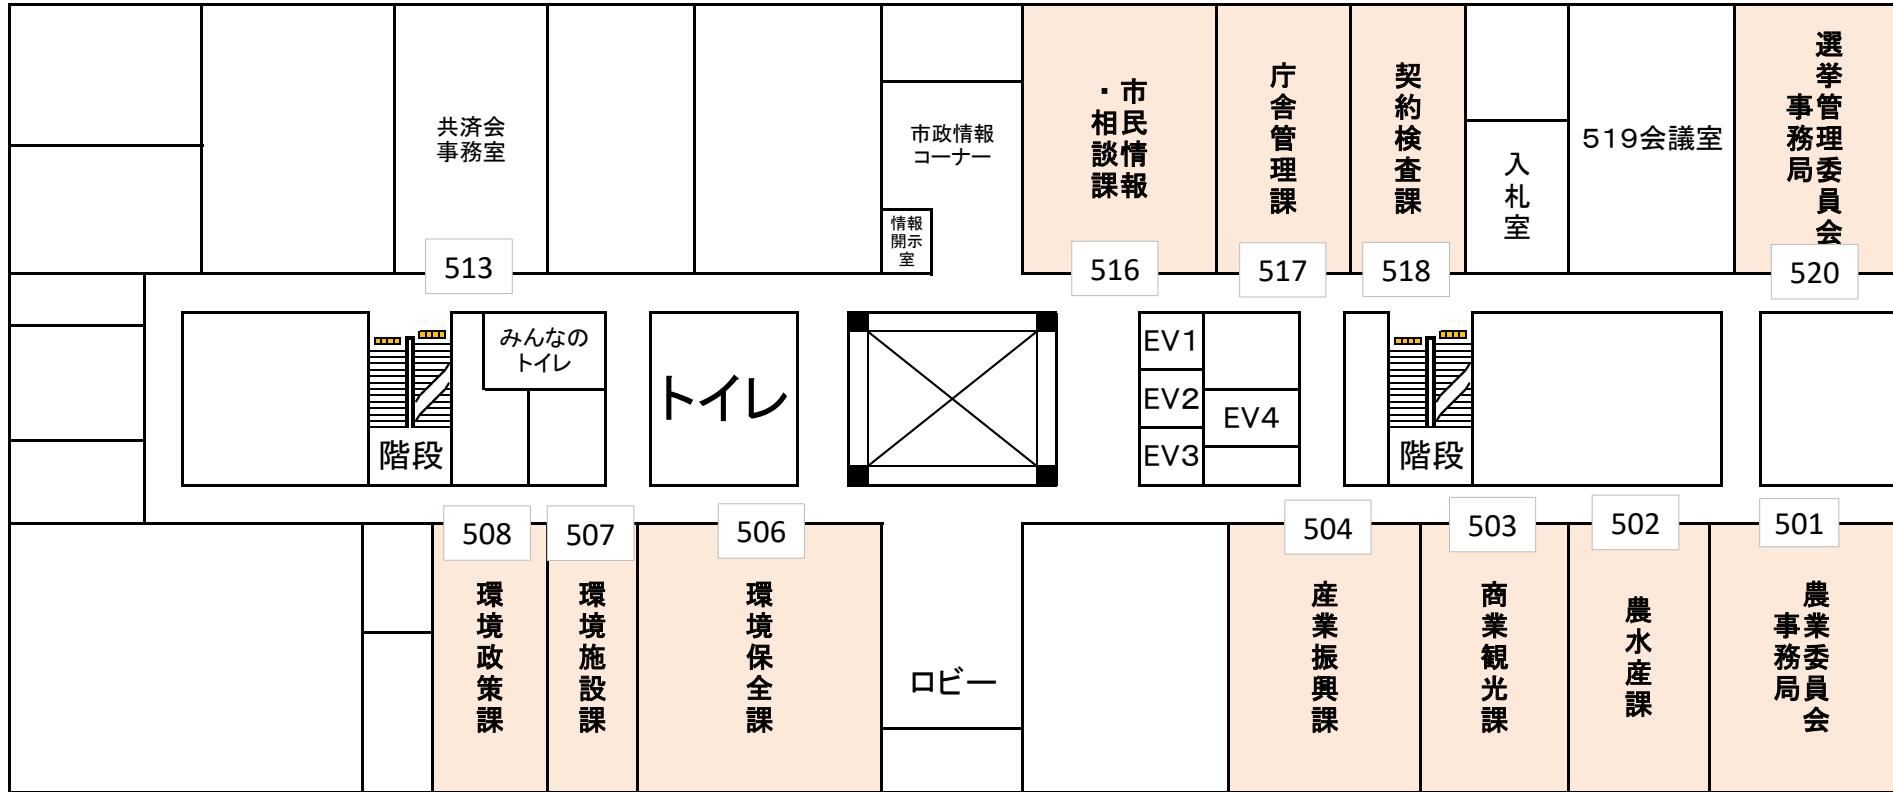 共済会
事務室
513
市政情報
コーナー
情報
開示
室
市民情報
・相談課
516
庁舎管理課
517
契約検査課
518
入札室
519会議室
選挙管理委員会
事務局
520
階段
みんなの
トイレ
トイレ
EV1
EV2
EV3
EV4
階段
508
環境政策課
507
環境施設課
506
環境保全課
ロビー
504
産業振興課
503
商業観光課
502
農水産課
501
農業委員会
事務局